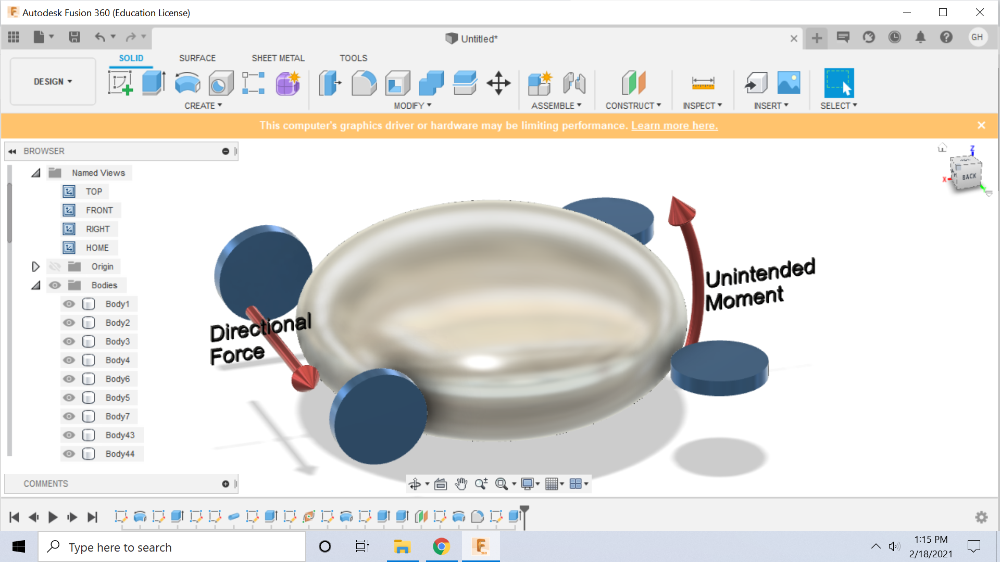 Autodesk Fusion 360 (Education License)
Untitled*
GH
DESIGN
SOLID
SURFACE
SHEET METAL
TOOLS
CREATE
MODIFY
ASSEMBLE
CONSTRUCT
INSPECT
INSERT
SELECT
This computer's graphics driver or hardware may be limiting performance. Learn more here.
BROWSER
Named Views
TOP
FRONT
RIGHT
HOME
Origin
Bodies
Body1
Body2
Body3
Body4
Body6
Body5
Body7
Body43
Body44
Directional
Force
Unintended
Moment
Z
X
BACK
COMMENTS
Type here to search
1:15 PM
2/18/2021